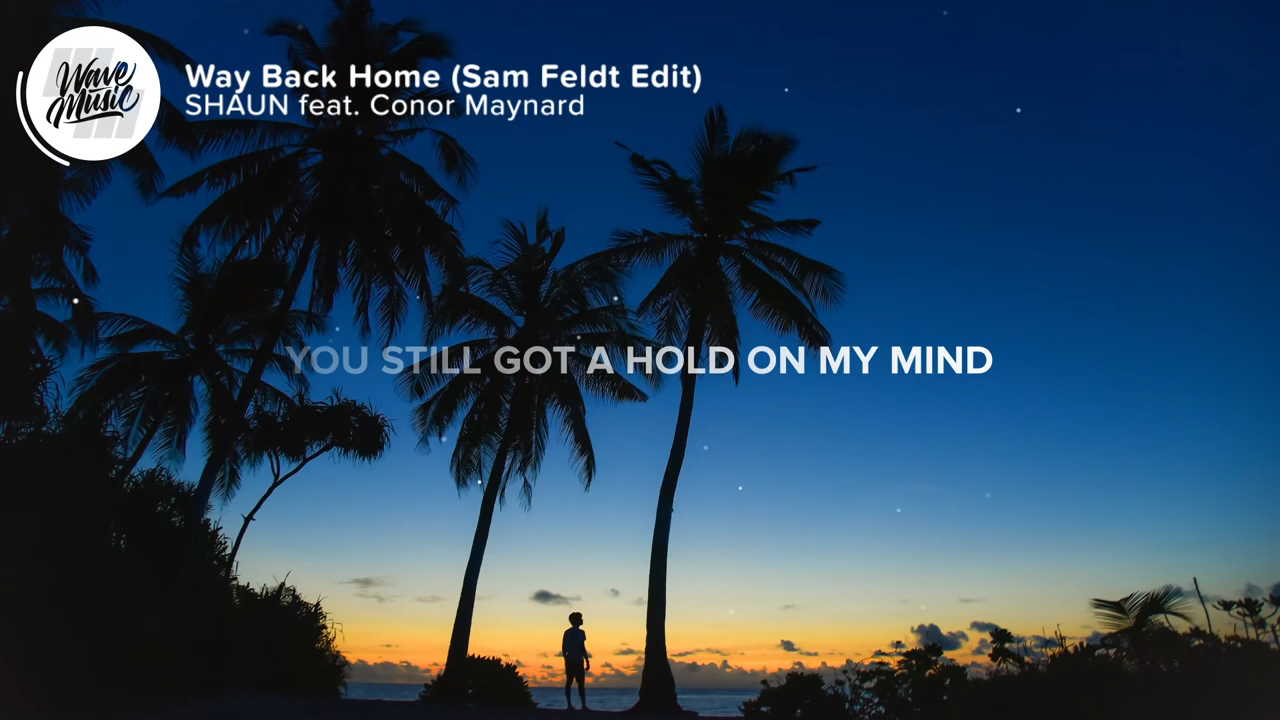 Wave
Music
Way Back Home (Sam Feldt Edit)
SHAUN feat. Conor Maynard
YOU STILL GOT A HOLD ON MY MIND